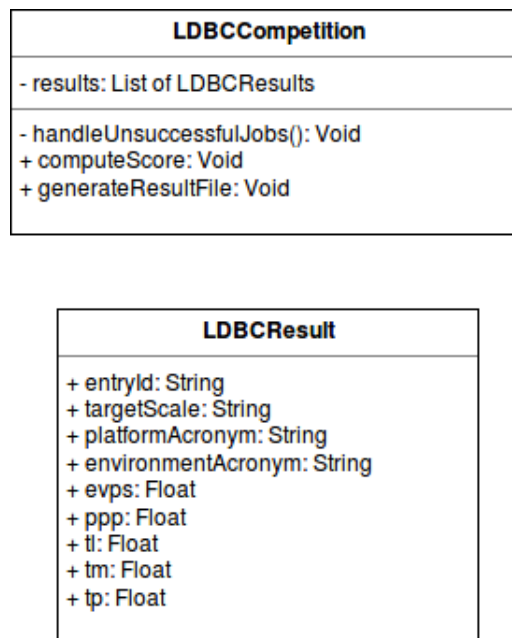 LDBCCompetition
- results: List of LDBCResults
- handleUnsuccessfulJobs(): Void
+ computeScore: Void
+ generateResultFile: Void
LDBCResult
+ entryId: String
+ targetScale: String
+ platformAcronym: String
+ environmentAcronym: String
+ evps: Float
+ ppp: Float
+ tl: Float
+ tm: Float
+ tp: Float